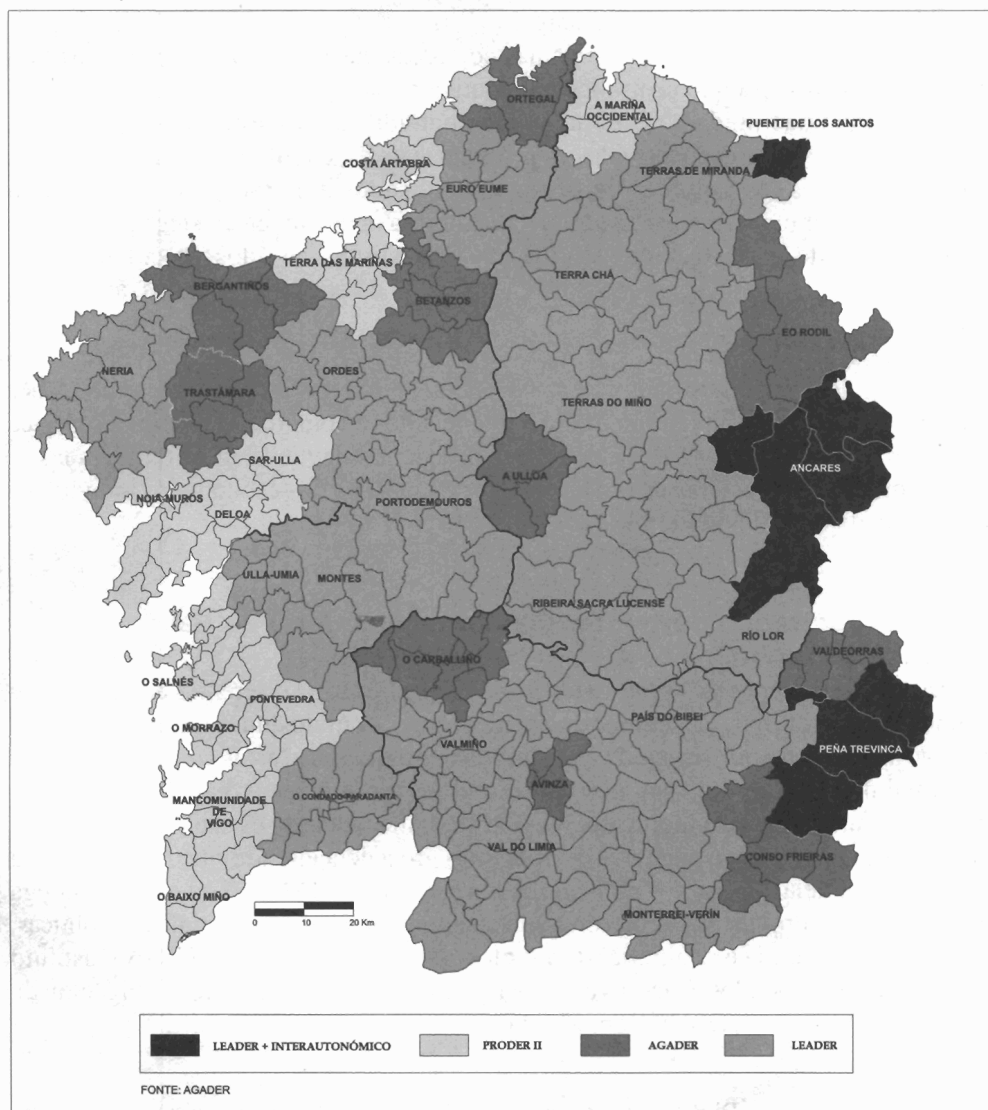 ORTEGAL
A MARIÑA
OCCIDENTAL
PUENTE DE LOS SANTOS
COSTA ÁRTABRA
TERRAS DE MIRANDA
EURO EUME
TERRA DAS MARIÑAS
TERRA CHÁ
BERGANTIÑOS
BETANZOS
EO RODIL
NERIA
ORDES
TRASTÁMARA
TERRAS DO MIÑO
SAR-ULLA
A ULLOA
ANCARES
NOIA-MUROS
PORTODEMOUROS
DELOA
ULLA-UMIA
MONTES
RIBEIRA SACRA LUCENSE
RÍO LOR
VALDEORRAS
O CARBALLIÑO
O SALNÉS
PONTEVEDRA
PAÍS DO BIBEI
O MORRAZO
VALMIÑO
PEÑA TREVINCA
AVINZA
O CONDADO-PARADANTA
MANCOMUNIDADE
DE
VIGO
VAL DO LIMIA
CONSO FRIEIRAS
O BAIXO MIÑO
MONTERREI-VERÍN
0 10 20 Km
LEADER + INTERAUTONÓMICO PRODER II AGADER LEADER
FONTE: AGADER